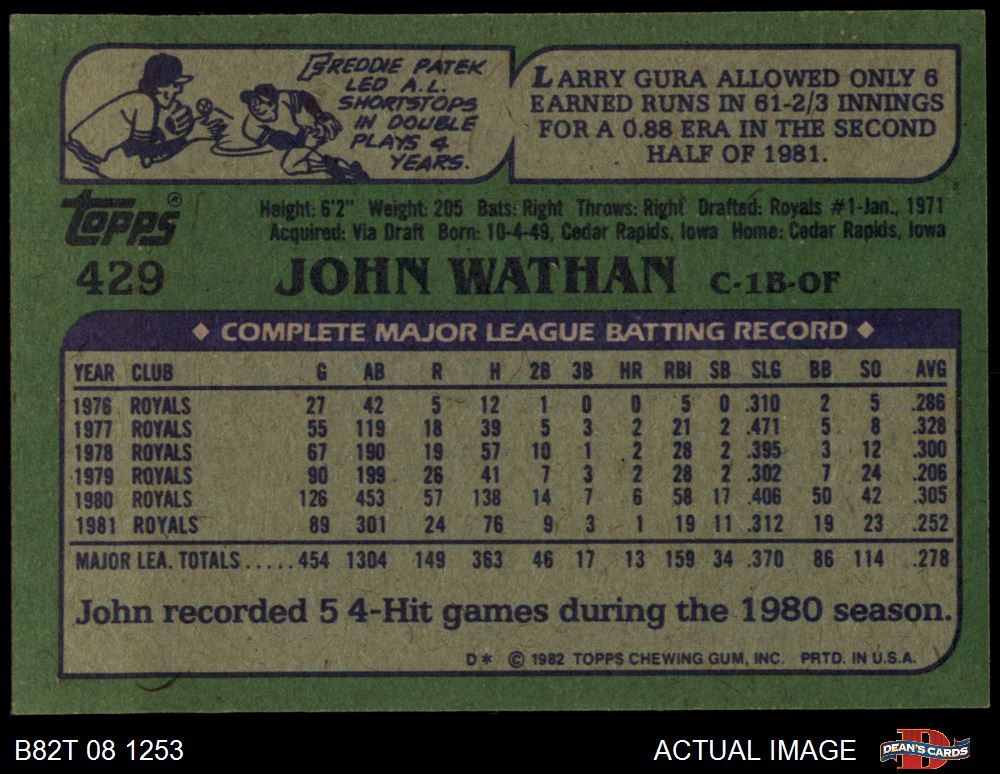 FREDDIE PATEK
LED A.L.
SHORTSTOPS
IN DOUBLE
PLAYS 4
YEARS.
LARRY GURA ALLOWED ONLY 6
EARNED RUNS IN 61-2/3 INNINGS
FOR A 0.88 ERA IN THE SECOND
HALF OF 1981.
topps®
Height: 6'2" Weight: 205 Bats: Right Throws: Right Drafted: Royals #1-Jan., 1971
Acquired: Via Draft Born: 10-4-49, Cedar Rapids, Iowa Home: Cedar Rapids, Iowa
429 JOHN WATHAN C-1B-OF
◆ COMPLETE MAJOR LEAGUE BATTING RECORD ◆
YEAR CLUB G AB R H 2B 3B HR RBI SB SLG BB SO AVG
1976 ROYALS 27 42 5 12 1 0 0 5 0 .310 2 5 .286
1977 ROYALS 55 119 18 39 5 3 2 21 2 .471 5 8 .328
1978 ROYALS 67 190 19 57 10 1 2 28 2 .395 3 12 .300
1979 ROYALS 90 199 26 41 7 3 2 28 2 .302 7 24 .206
1980 ROYALS 126 453 57 138 14 7 6 58 17 .406 50 42 .305
1981 ROYALS 89 301 24 76 9 3 1 19 11 .312 19 23 .252
MAJOR LEA. TOTALS.....454 1304 149 363 46 17 13 159 34 .370 86 114 .278
John recorded 5 4-Hit games during the 1980 season.
D* © 1982 TOPPS CHEWING GUM, INC. PRTD. IN U.S.A.
B82T 08 1253 ACTUAL IMAGE DEAN'S CARDS